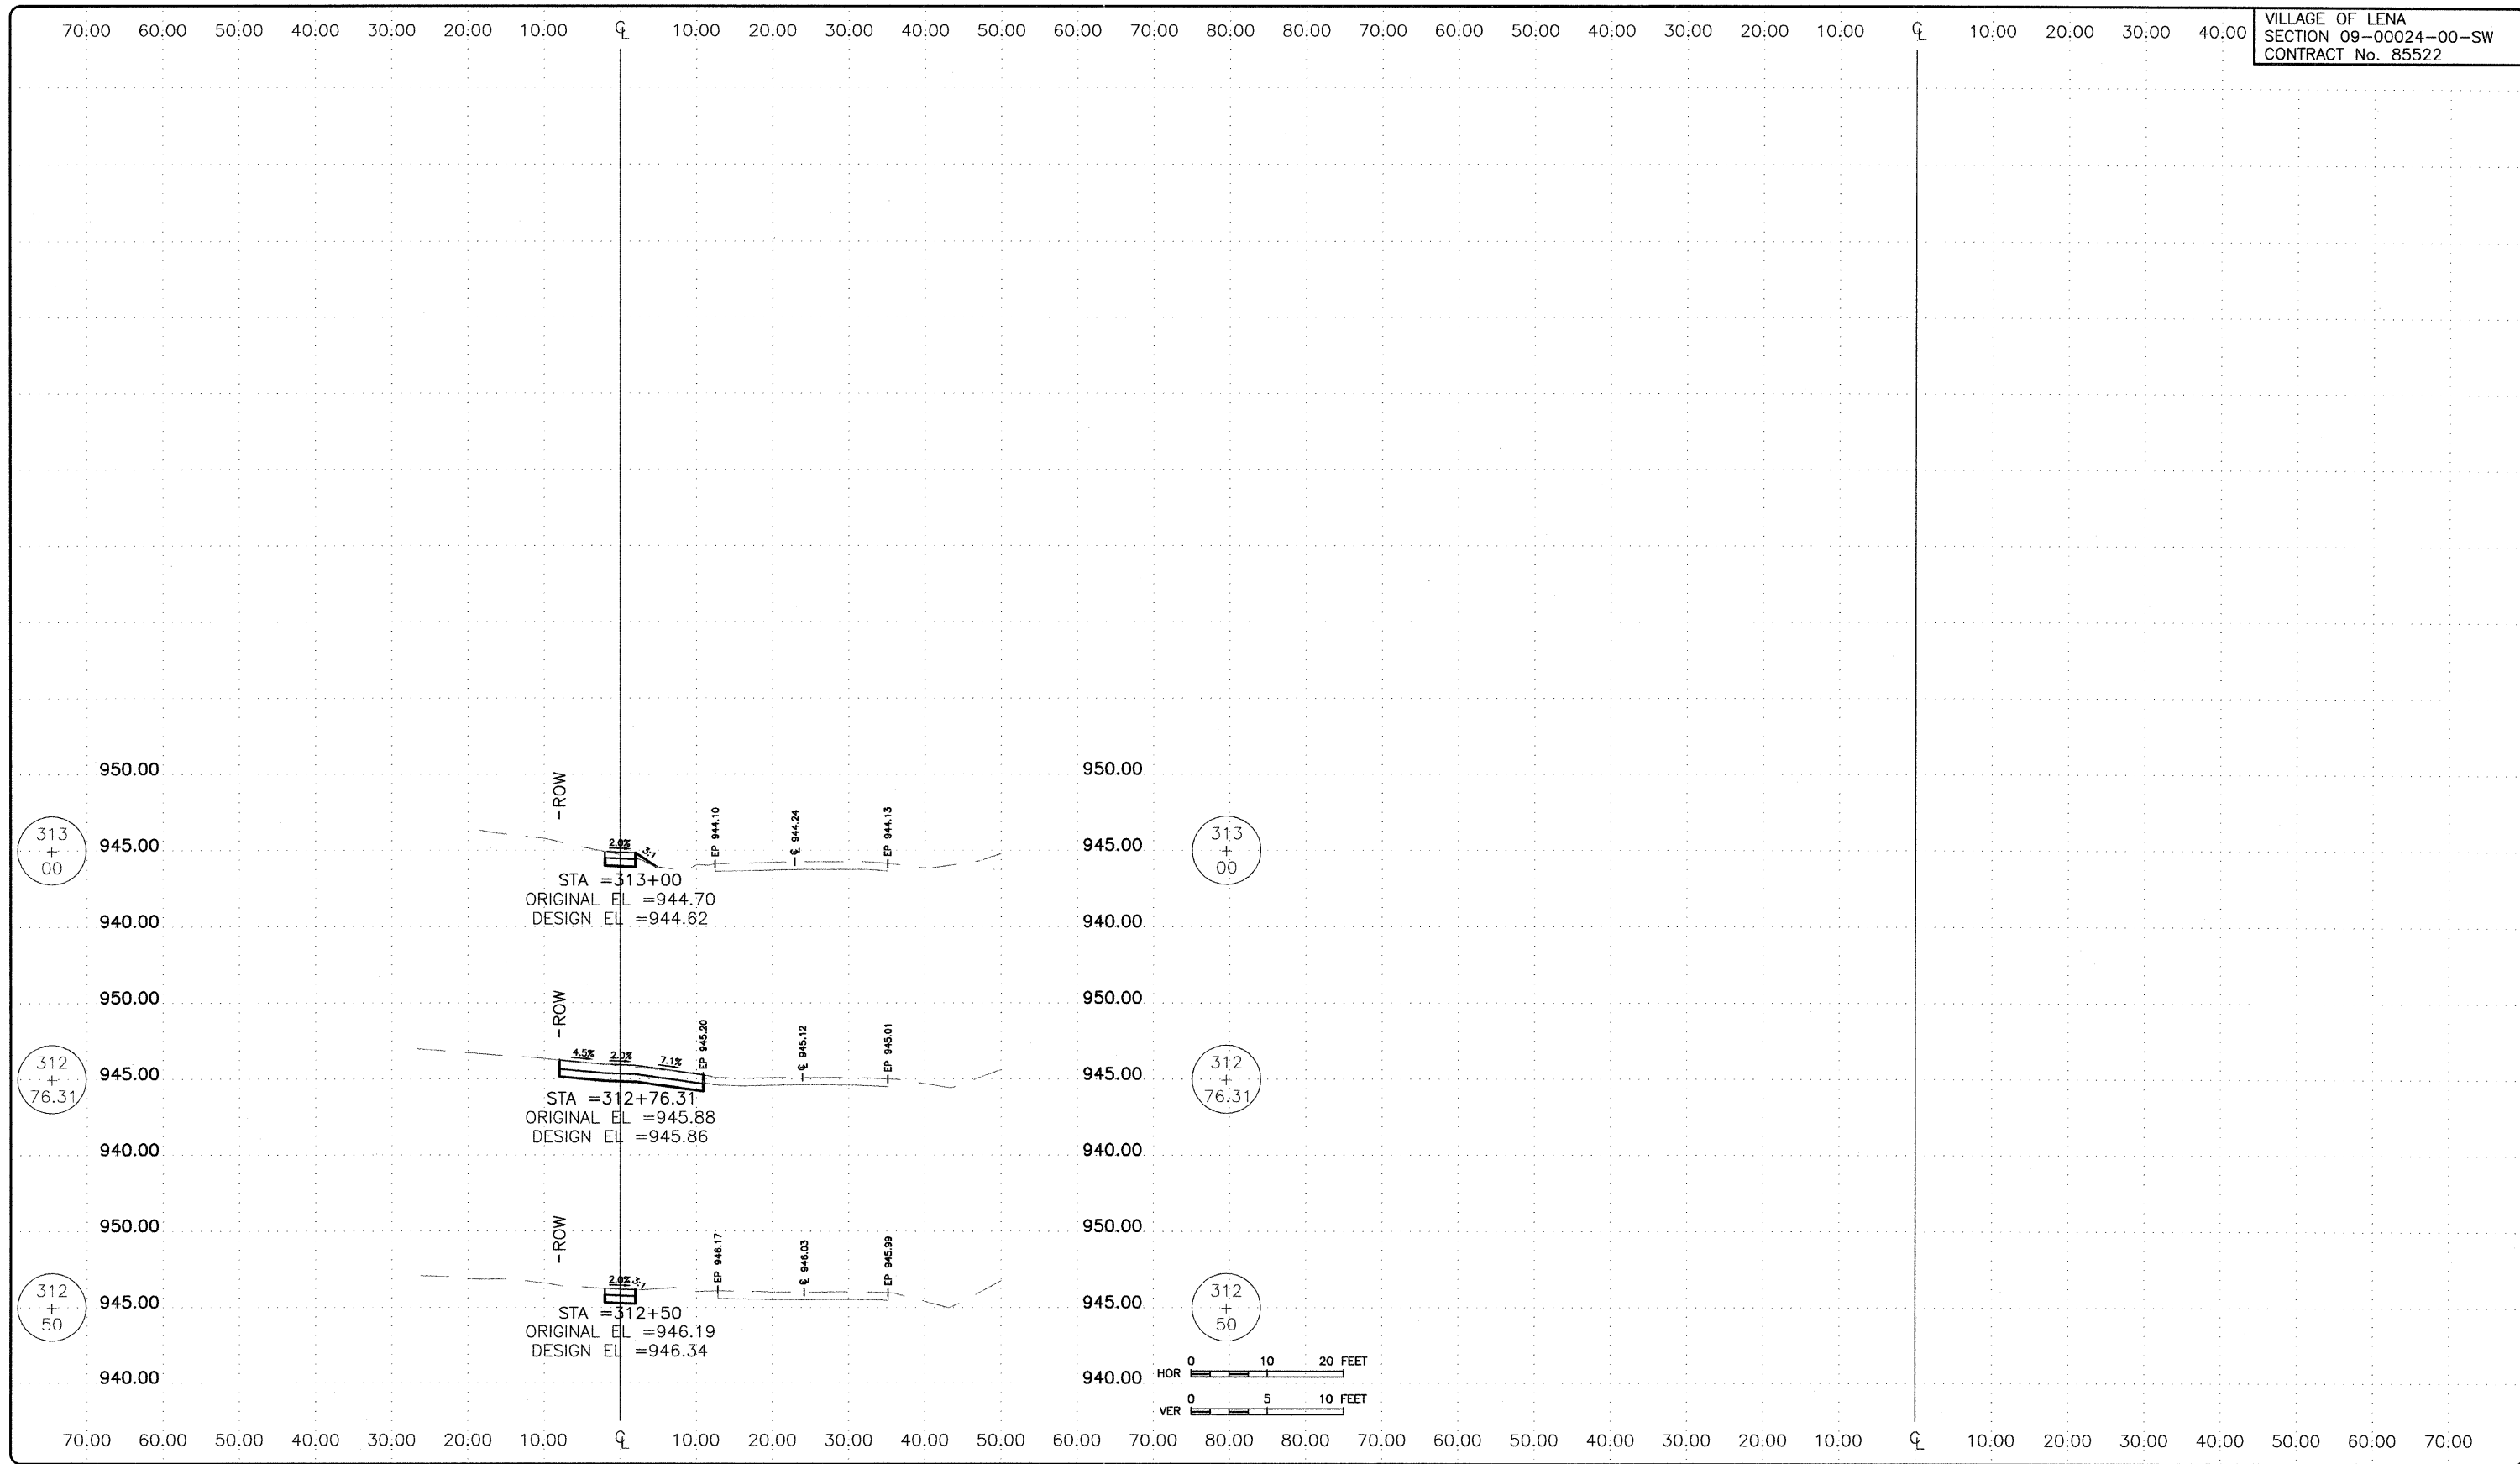 70.00 60.00 50.00 40.00 30.00 20.00 10.00 ℄ 10.00 20.00 30.00 40.00 50.00 60.00 70.00 80.00 80.00 70.00 60.00 50.00 40.00 30.00 20.00 10.00 ℄ 10.00 20.00 30.00 40.00
VILLAGE OF LENA
SECTION 09-00024-00-SW
CONTRACT No. 85522
950.00 950.00
-ROW
EP 944.10
℄ 944.24
EP 944.13
313
+
00
945.00
2.0%
3:1
945.00
313
+
00
STA =313+00
ORIGINAL EL =944.70
DESIGN EL =944.62
940.00 940.00
950.00 950.00
-ROW
EP 945.20
℄ 945.12
EP 945.01
312
+
76.31
945.00
4.5% 2.0% 7.1%
945.00
312
+
76.31
STA =312+76.31
ORIGINAL EL =945.88
DESIGN EL =945.86
940.00 940.00
950.00 950.00
-ROW
EP 946.17
℄ 946.03
EP 945.99
312
+
50
945.00
2.0% 3:1
945.00
312
+
50
STA =312+50
ORIGINAL EL =946.19
DESIGN EL =946.34
940.00 940.00
0 10 20 FEET
HOR
0 5 10 FEET
VER
70.00 60.00 50.00 40.00 30.00 20.00 10.00 ℄ 10.00 20.00 30.00 40.00 50.00 60.00 70.00 80.00 80.00 70.00 60.00 50.00 40.00 30.00 20.00 10.00 ℄ 10.00 20.00 30.00 40.00 50.00 60.00 70.00